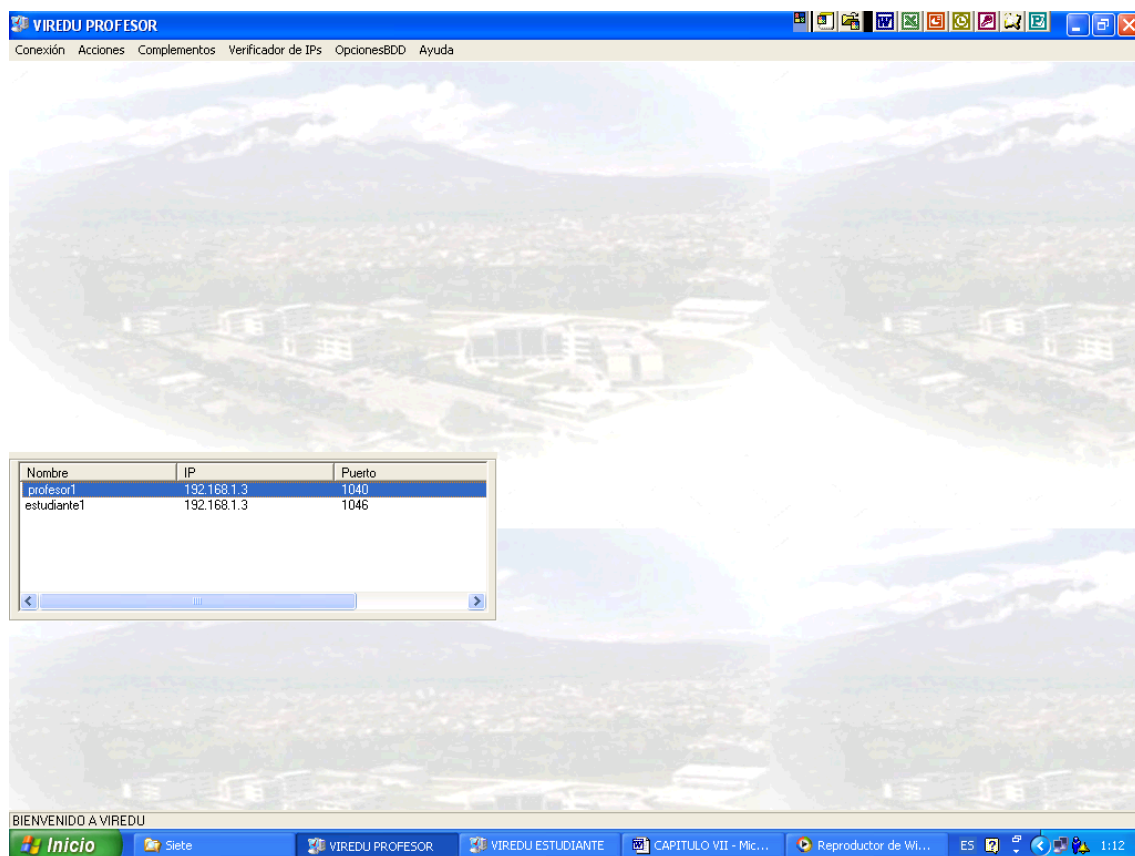 VIREDU PROFESOR
Conexión Acciones Complementos Verificador de IPs OpcionesBDD Ayuda
Nombre IP Puerto
profesor1 192.168.1.3 1040
estudiante1 192.168.1.3 1046
BIENVENIDO A VIREDU
Inicio Siete VIREDU PROFESOR VIREDU ESTUDIANTE CAPITULO VII - Mic... Reproductor de Wi... ES 1:12